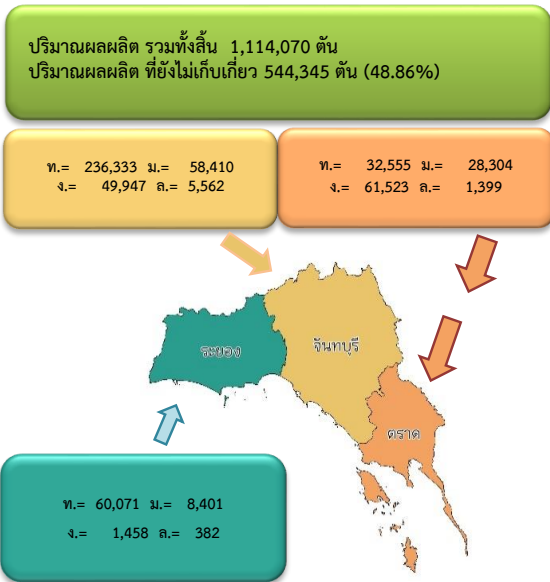 ปริมาณผลผลิต รวมทั้งสิ้น 1,114,070 ตัน
ปริมาณผลผลิต ที่ยังไม่เก็บเกี่ยว 544,345 ตัน (48.86%)
ท.= 236,333 ม.= 58,410
ง.= 49,947 ล.= 5,562
ท.= 32,555 ม.= 28,304
ง.= 61,523 ล.= 1,399
ระยอง
จันทบุรี
ตราด
ท.= 60,071 ม.= 8,401
ง.= 1,458 ล.= 382